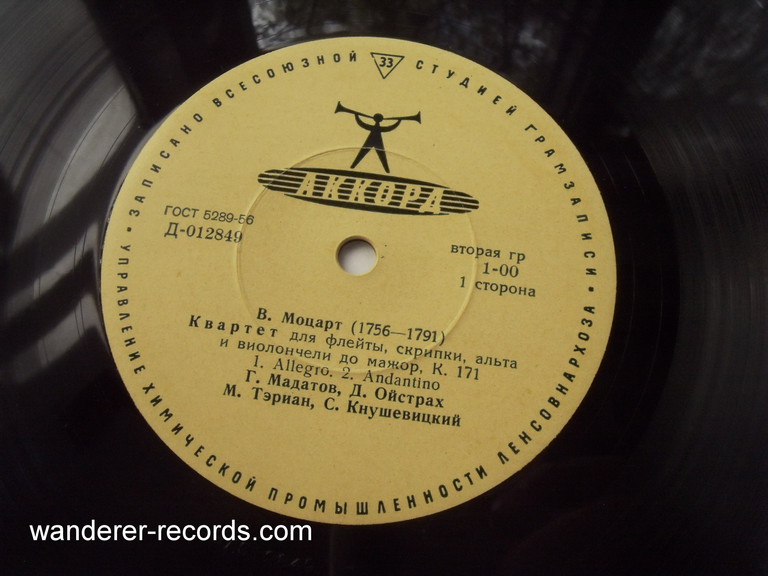 • ЗАПИСАНО ВСЕСОЮЗНОЙ 33 СТУДИЕЙ ГРАМЗАПИСИ •
АККОРД
ГОСТ 5289-56
Д-012849
вторая гр
1-00
1 сторона
В. Моцарт (1756—1791)
Квартет для флейты, скрипки, альта
и виолончели до мажор, К. 171
1. Allegro. 2. Andantino
Г. Мадатов, Д. Ойстрах
М. Тэриан, С. Кнушевицкий
УПРАВЛЕНИЕ ХИМИЧЕСКОЙ ПРОМЫШЛЕННОСТИ ЛЕНСОВНАРХОЗА
wanderer-records.com